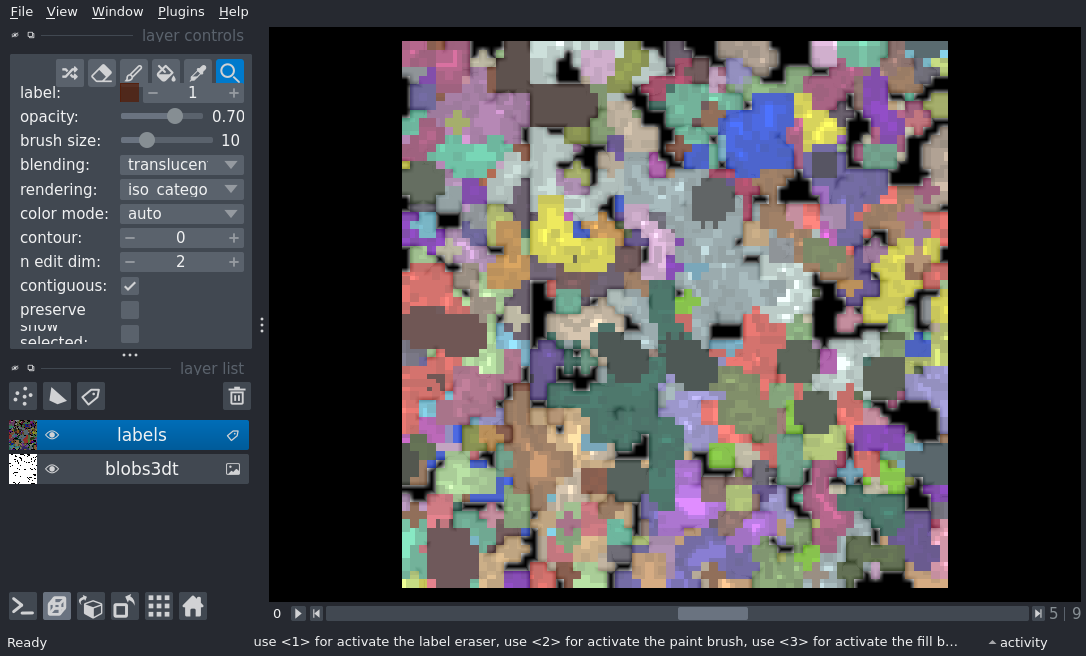 File View Window Plugins Help
layer controls
label: 1
opacity: 0.70
brush size: 10
blending: translucen
rendering: iso_catego
color mode: auto
contour: 0
n edit dim: 2
contiguous:
preserve
show
selected:
layer list
labels
blobs3dt
0 5 | 9
Ready use <1> for activate the label eraser, use <2> for activate the paint brush, use <3> for activate the fill b... activity